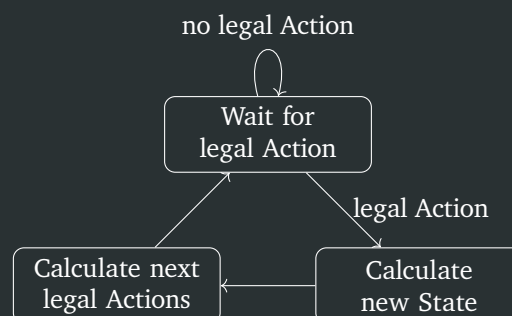 no legal Action
Wait for
legal Action
legal Action
Calculate next
legal Actions
Calculate
new State